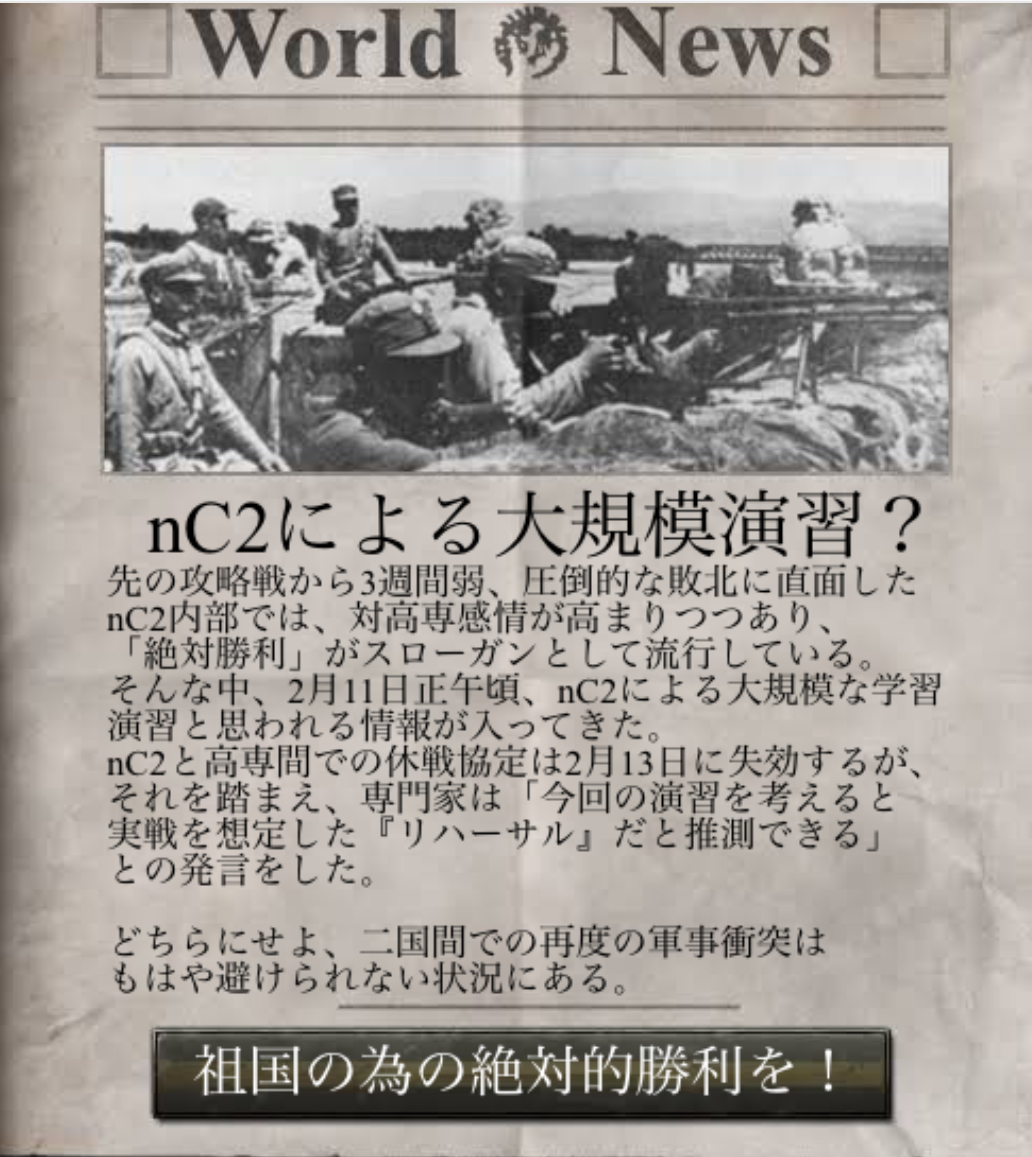 World News
nC2による大規模演習？
先の攻略戦から3週間弱、圧倒的な敗北に直面した
nC2内部では、対高専感情が高まりつつあり、
「絶対勝利」がスローガンとして流行している。
そんな中、2月11日正午頃、nC2による大規模な学習
演習と思われる情報が入ってきた。
nC2と高専間での休戦協定は2月13日に失効するが、
それを踏まえ、専門家は「今回の演習を考えると
実戦を想定した『リハーサル』だと推測できる」
との発言をした。
どちらにせよ、二国間での再度の軍事衝突は
もはや避けられない状況にある。
祖国の為の絶対的勝利を！